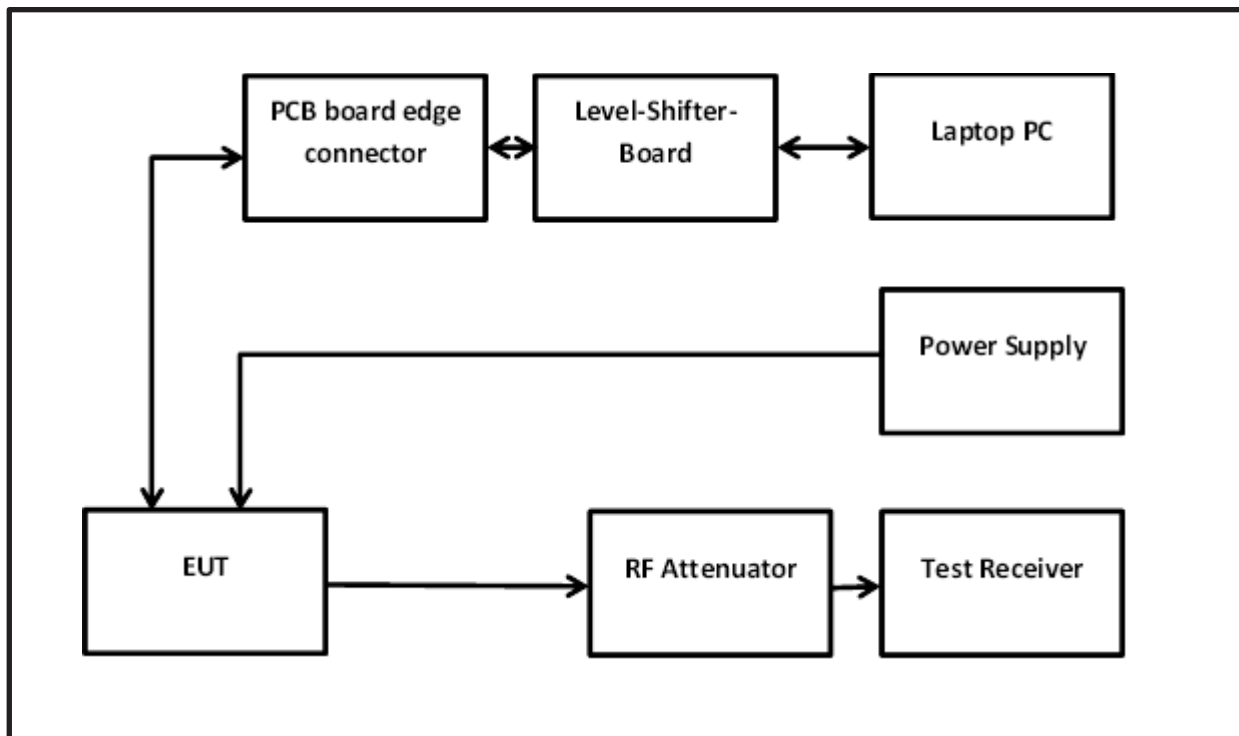 PCB board edge
connector
Level-Shifter-
Board
Laptop PC
Power Supply
EUT
RF Attenuator
Test Receiver